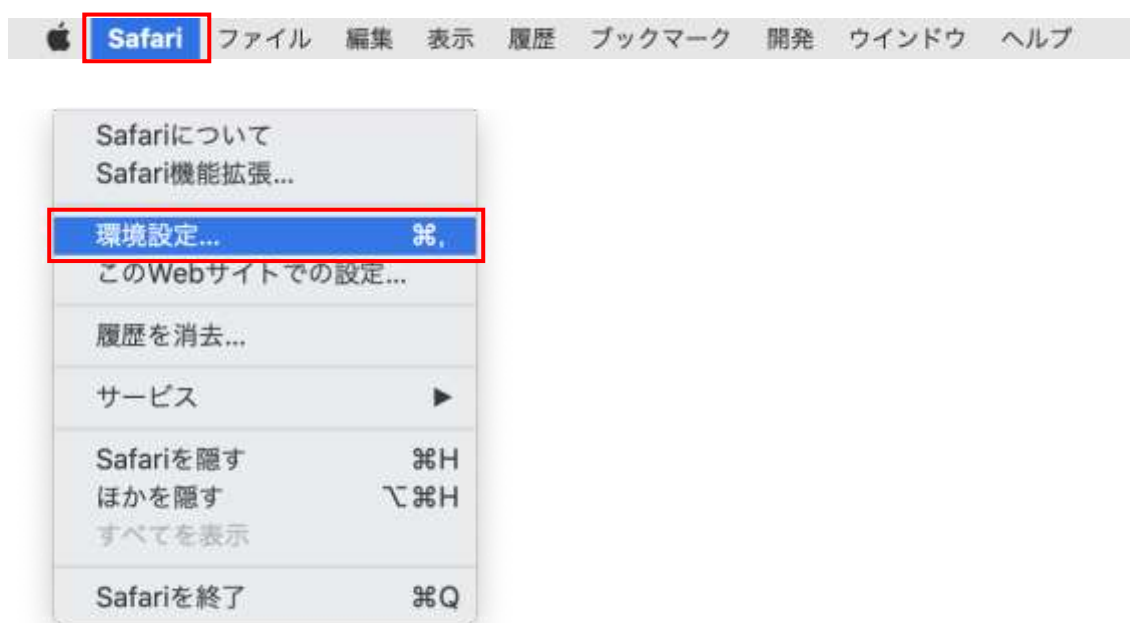 Safari ファイル 編集 表示 履歴 ブックマーク 開発 ウインドウ ヘルプ
Safariについて
Safari機能拡張...
環境設定... ⌘,
このWebサイトでの設定...
履歴を消去...
サービス ▶
Safariを隠す ⌘H
ほかを隠す ⌥⌘H
すべてを表示
Safariを終了 ⌘Q